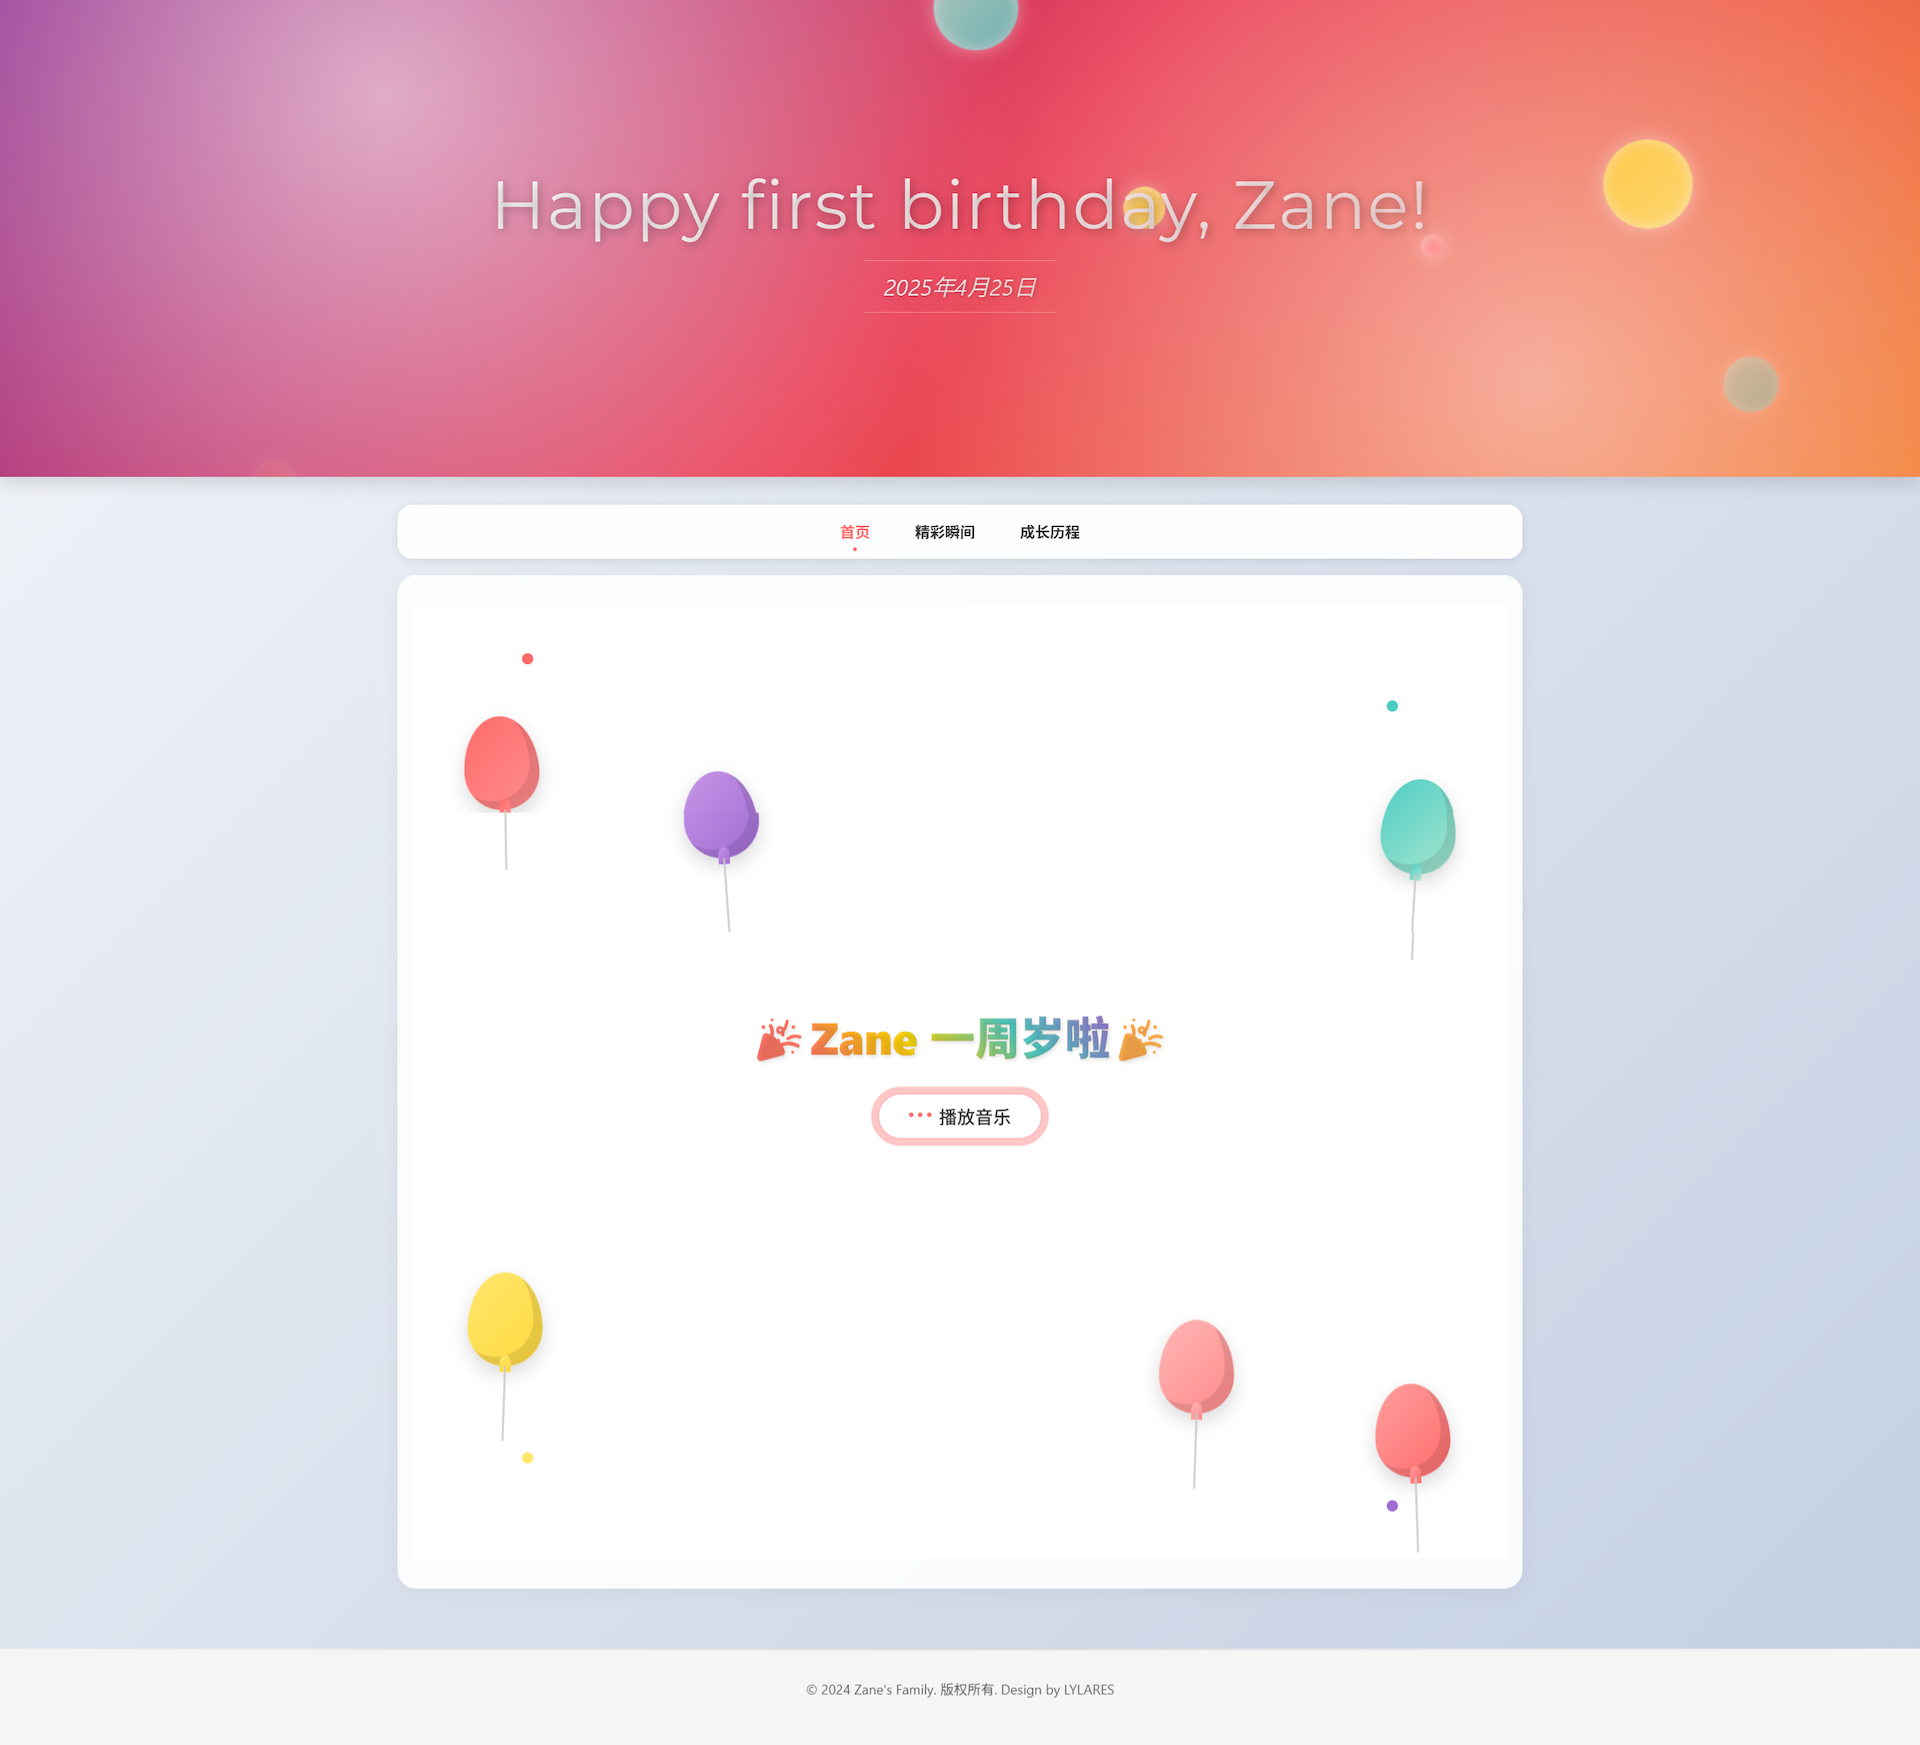 Happy first birthday, Zane!
2025年4月25日
首页 精彩瞬间 成长历程
🎉 Zane 一周岁啦 🎉
播放音乐
© 2024 Zane's Family. 版权所有. Design by LYLARES